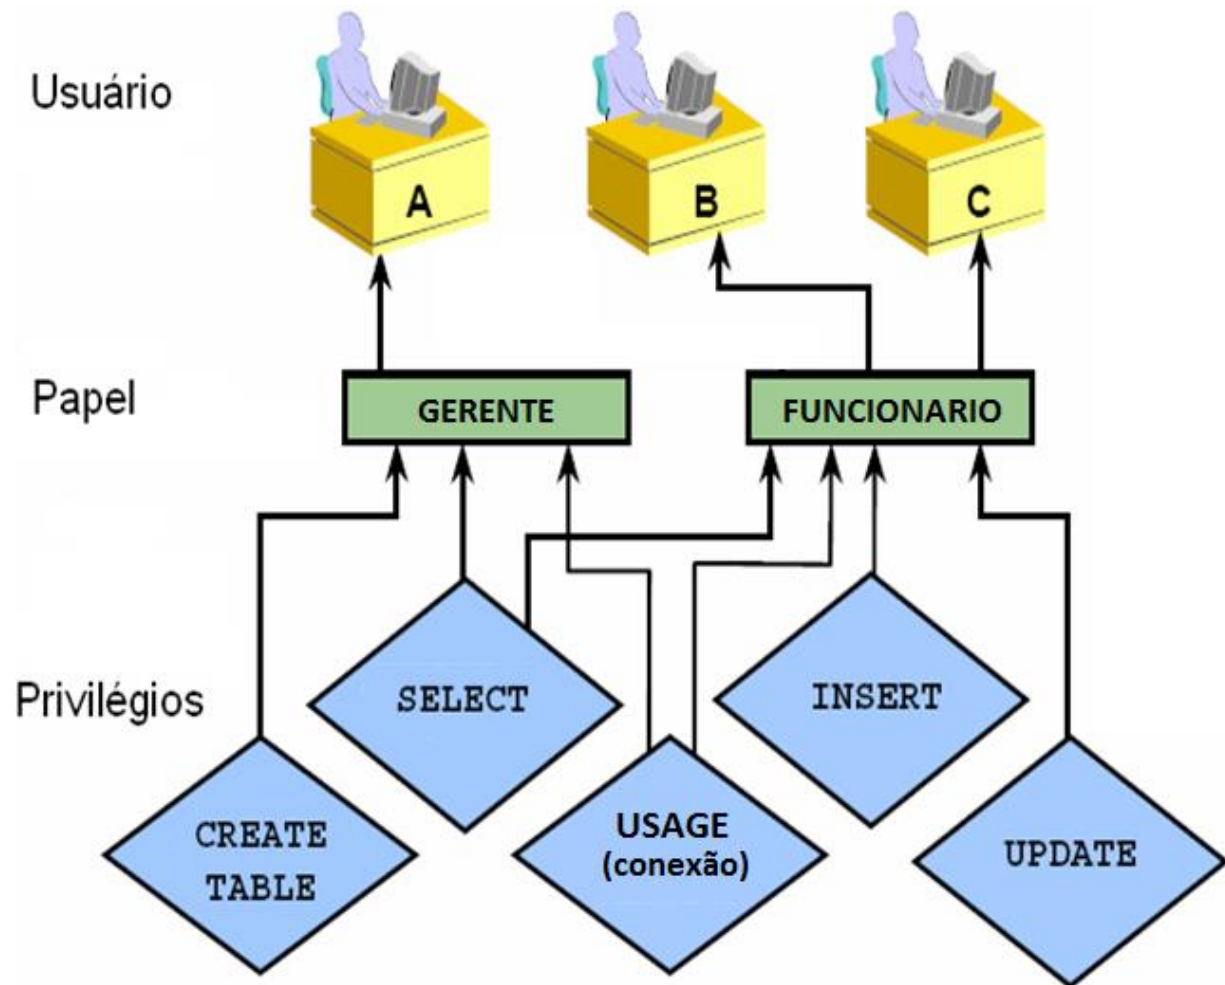 Usuário
A
B
C
Papel
GERENTE
FUNCIONARIO
Privilégios
SELECT
INSERT
CREATE
TABLE
USAGE
(conexão)
UPDATE